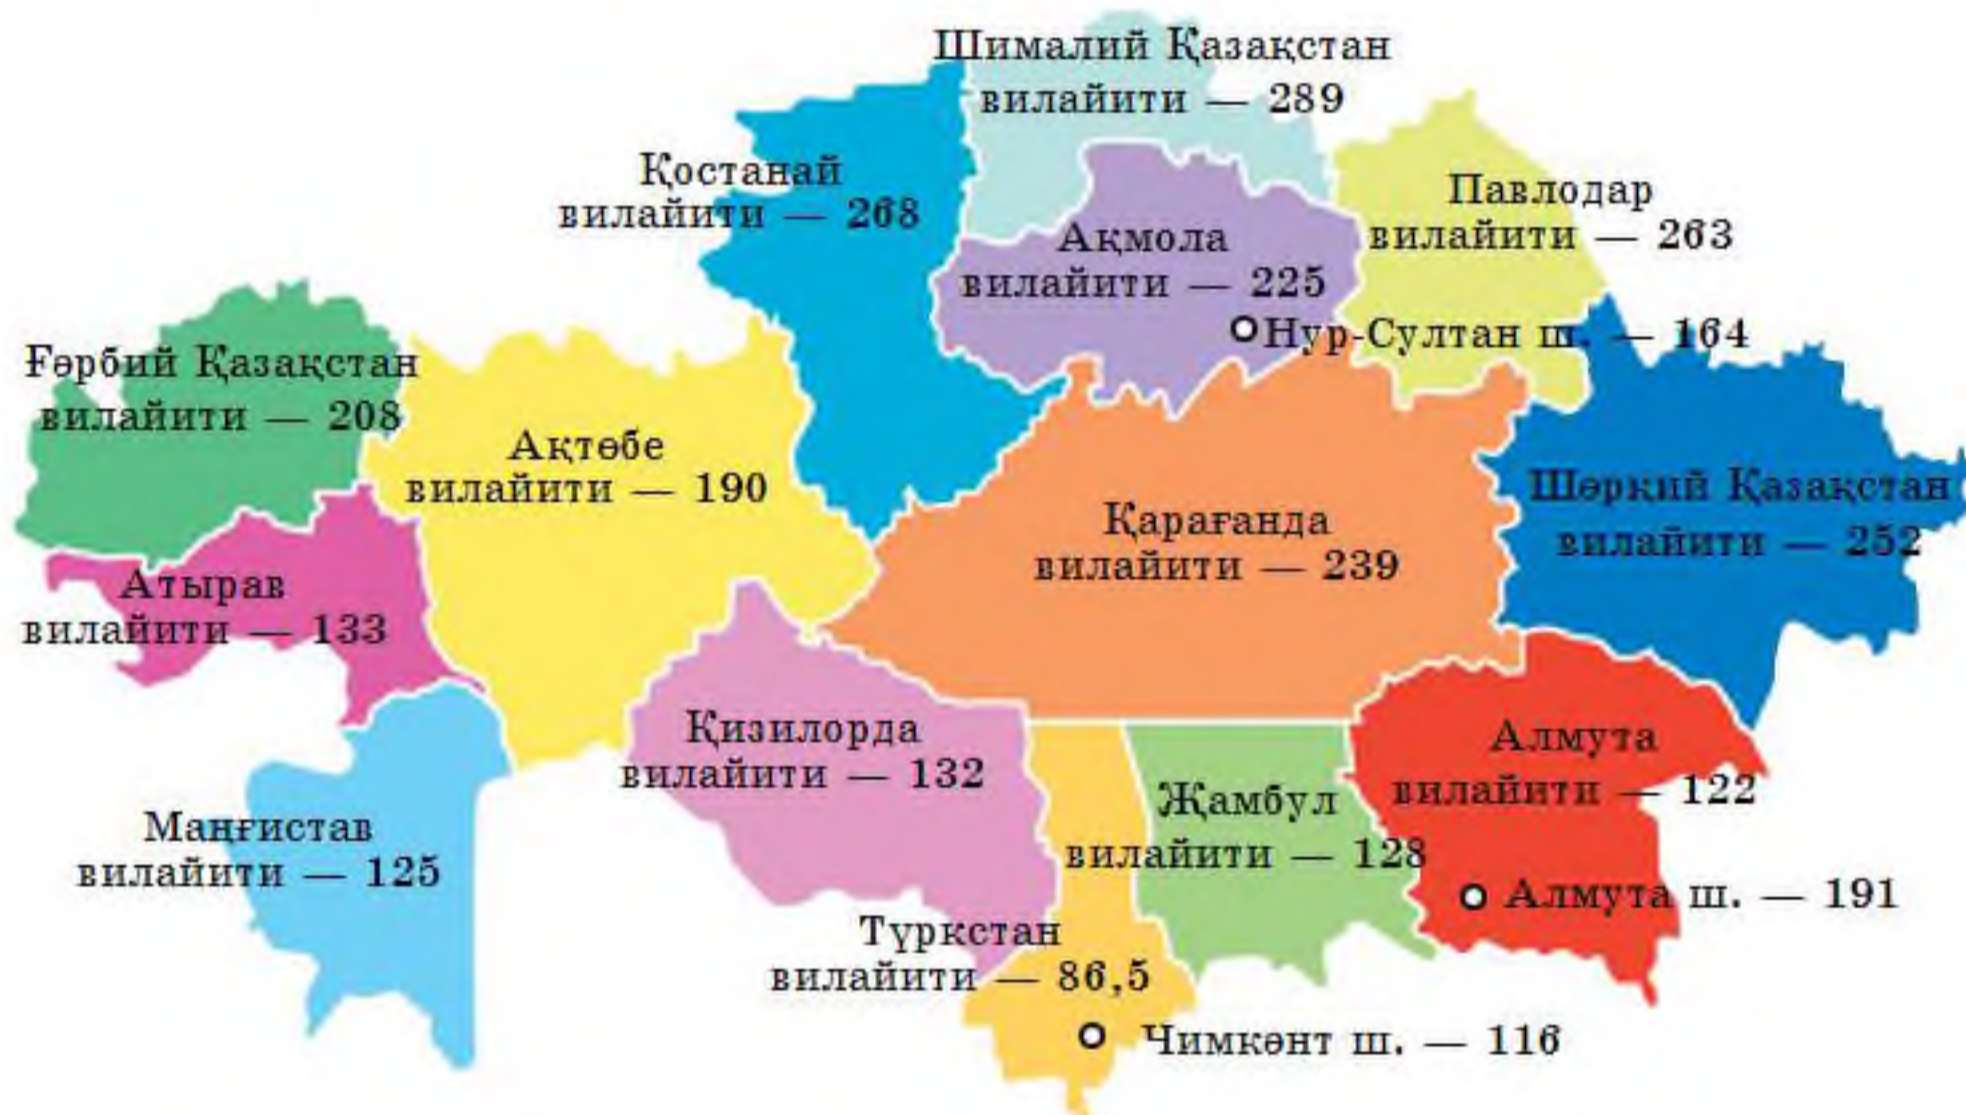 Шималий Қазақстан
вилайити — 289
Қостанай
вилайити — 268
Павлодар
вилайити — 263
Ақмола
вилайити — 225
Нур-Султан ш. — 164
Ғәрбий Қазақстан
вилайити — 208
Ақтөбе
вилайити — 190
Шәрқий Қазақстан
вилайити — 252
Қарағанда
вилайити — 239
Атырав
вилайити — 133
Қизилорда
вилайити — 132
Алмута
вилайити — 122
Җамбул
вилайити — 128
Маңғистав
вилайити — 125
Алмута ш. — 191
Түркстан
вилайити — 86,5
Чимкәнт ш. — 116